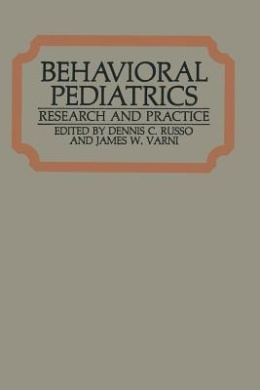 BEHAVIORAL
PEDIATRICS
RESEARCH AND PRACTICE
EDITED BY DENNIS C. RUSSO
AND JAMES W. VARNI